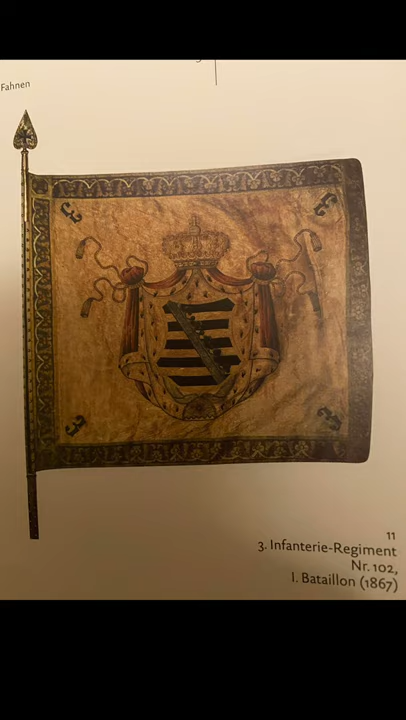 Fahnen
11
3. Infanterie-Regiment
Nr. 102,
I. Bataillon (1867)